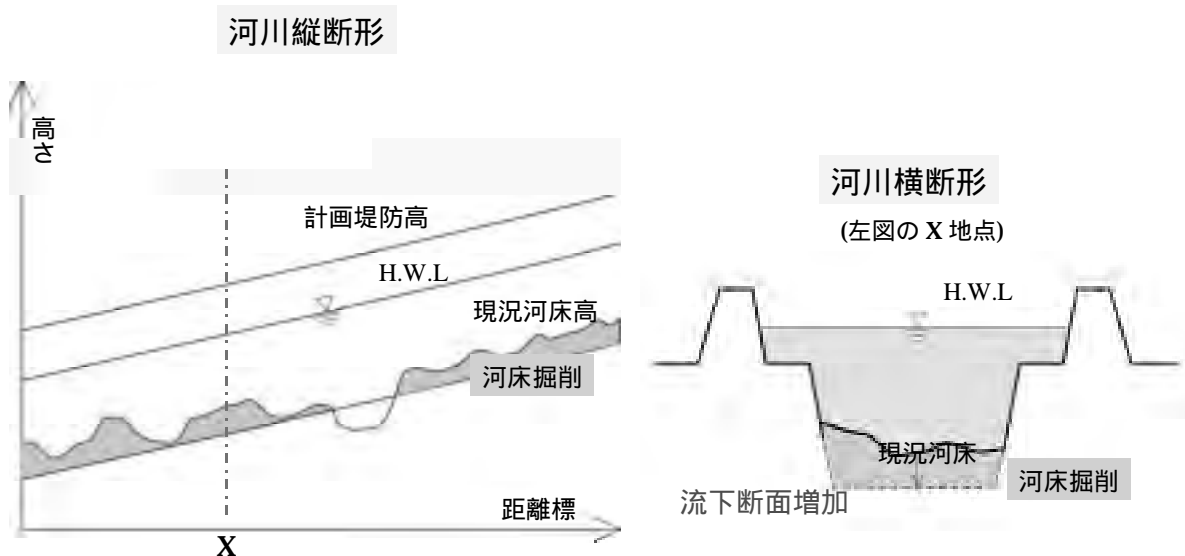 河川縦断形
高さ
計画堤防高
H.W.L
現況河床高
河床掘削
距離標
X
河川横断形
(左図の X 地点)
H.W.L
現況河床
河床掘削
流下断面増加